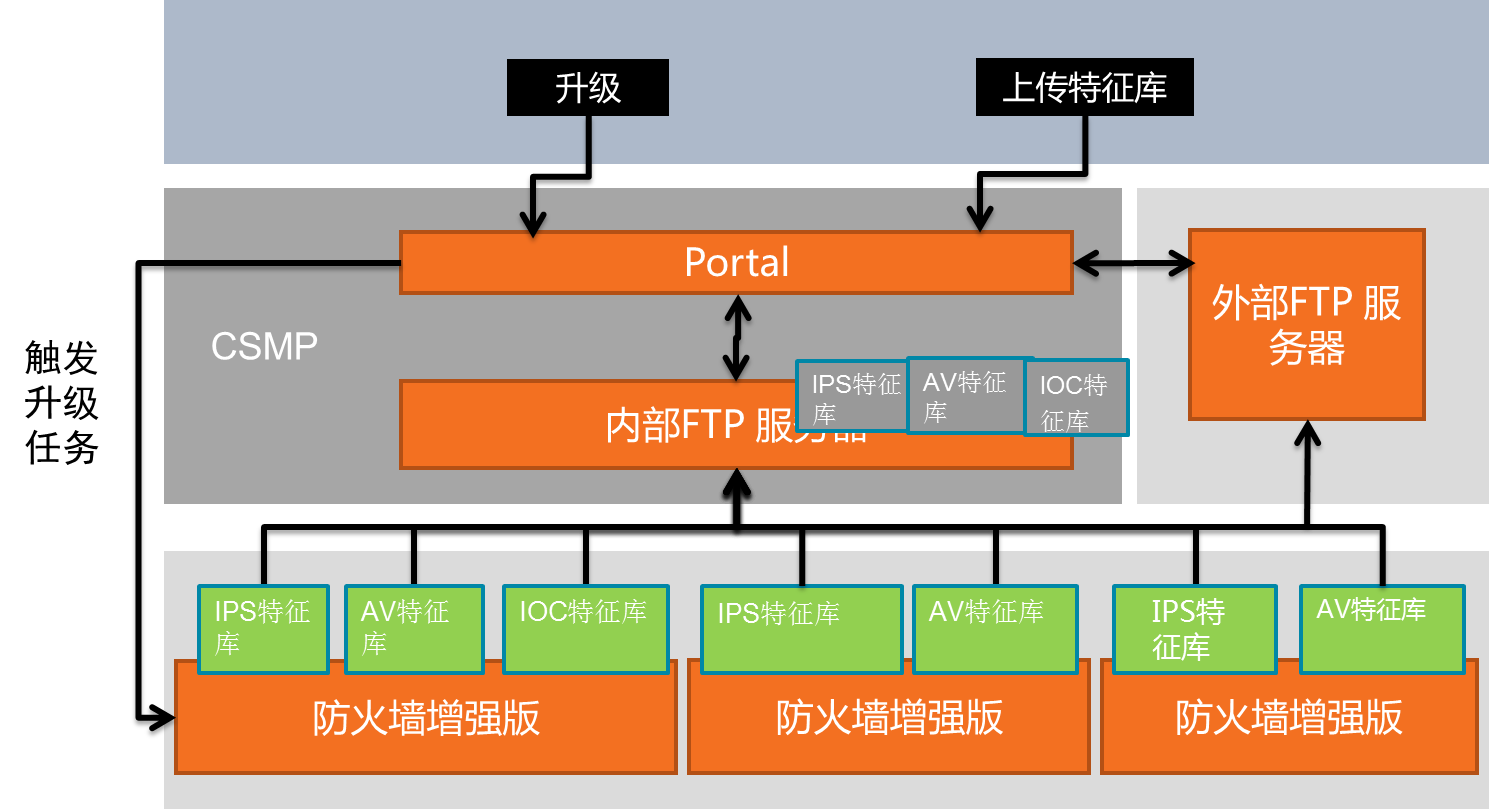 升级
上传特征库
Portal
外部FTP 服
务器
CSMP
触发
升级
任务
内部FTP 服务器
IPS特征
库
AV特征
库
IOC特
征库
IPS特征
库
AV特征
库
IOC特征库
IPS特征库
AV特征库
IPS特
征库
AV特征库
防火墙增强版
防火墙增强版
防火墙增强版